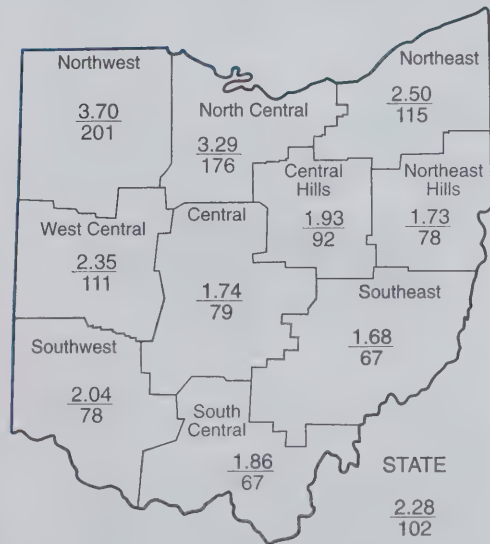 Northwest
3.70
201
North Central
3.29
176
Northeast
2.50
115
West Central
2.35
111
Central
1.74
79
Central
Hills
1.93
92
Northeast
Hills
1.73
78
Southwest
2.04
78
South
Central
1.86
67
Southeast
1.68
67
STATE
2.28
102